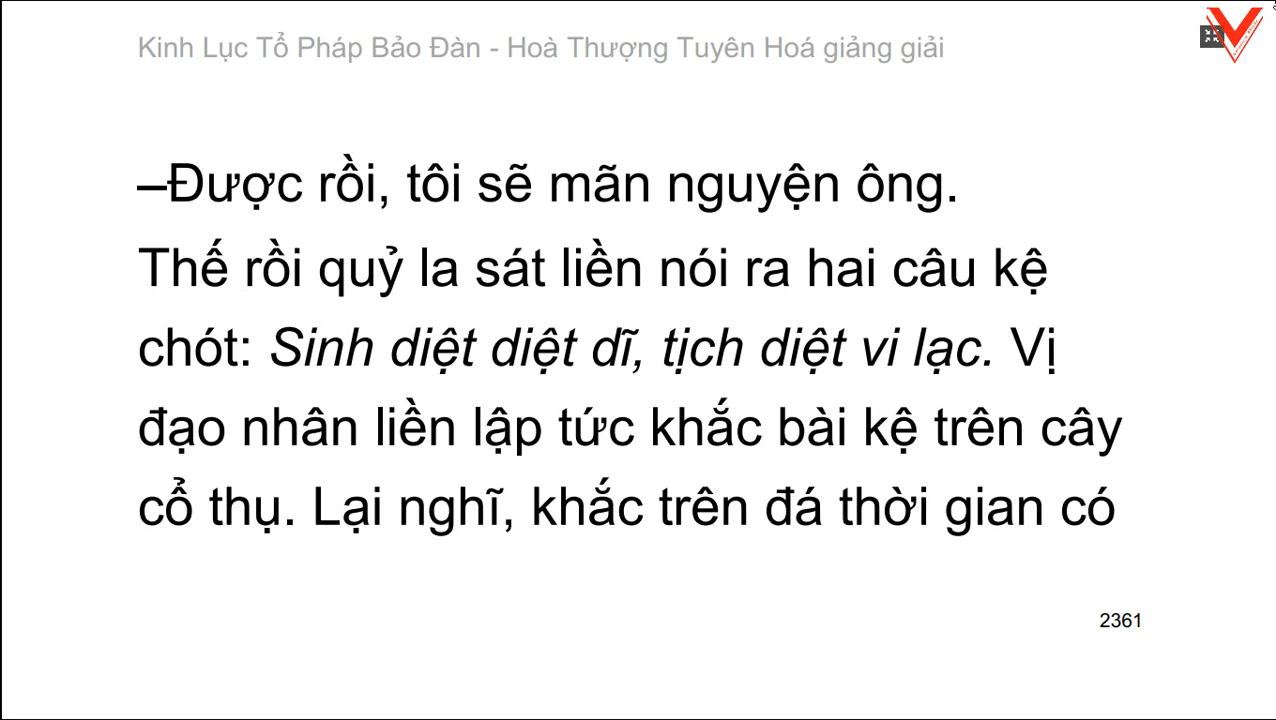 Kinh Lục Tổ Pháp Bảo Đàn - Hoà Thượng Tuyên Hoá giảng giải
–Được rồi, tôi sẽ mãn nguyện ông.
Thế rồi quỷ la sát liền nói ra hai câu kệ
chót: Sinh diệt diệt dĩ, tịch diệt vi lạc. Vị
đạo nhân liền lập tức khắc bài kệ trên cây
cổ thụ. Lại nghĩ, khắc trên đá thời gian có
2361